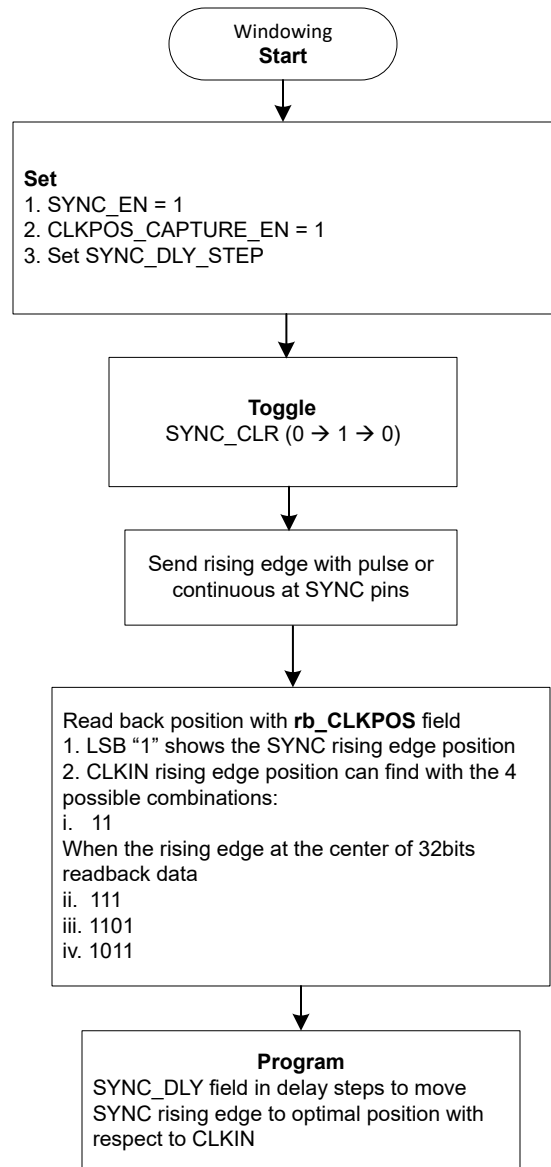 Windowing
Start
Set
1. SYNC_EN = 1
2. CLKPOS_CAPTURE_EN = 1
3. Set SYNC_DLY_STEP
Toggle
SYNC_CLR (0 → 1 → 0)
Send rising edge with pulse or
continuous at SYNC pins
Read back position with rb_CLKPOS field
1. LSB “1” shows the SYNC rising edge position
2. CLKIN rising edge position can find with the 4
possible combinations:
i. 11
When the rising edge at the center of 32bits
readback data
ii. 111
iii. 1101
iv. 1011
Program
SYNC_DLY field in delay steps to move
SYNC rising edge to optimal position with
respect to CLKIN